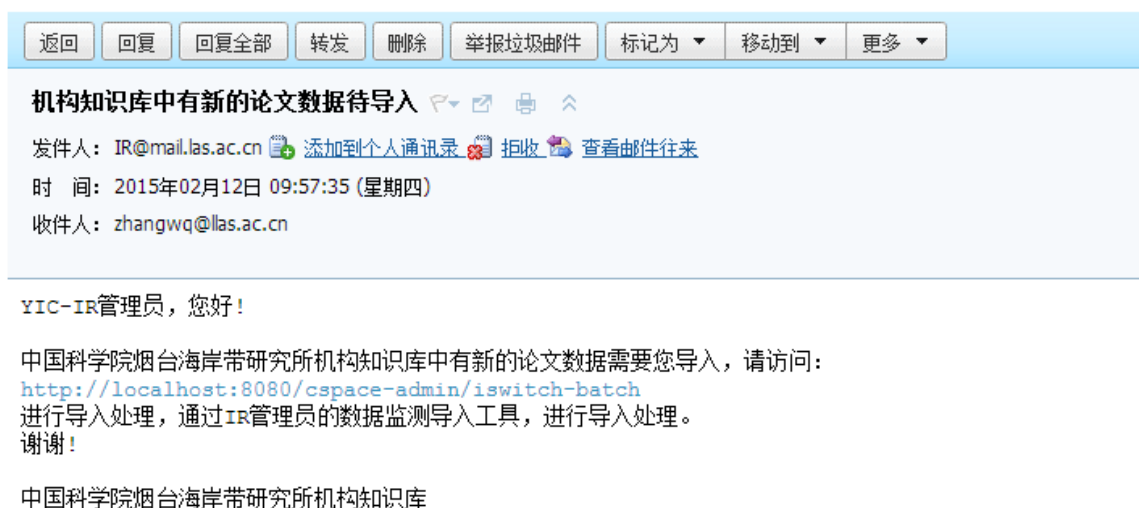 返回 回复 回复全部 转发 删除 举报垃圾邮件 标记为 移动到 更多
机构知识库中有新的论文数据待导入
发件人: IR@mail.las.ac.cn 添加到个人通讯录 拒收 查看邮件往来
时 间: 2015年02月12日 09:57:35 (星期四)
收件人: zhangwq@llas.ac.cn
YIC-IR管理员，您好!
中国科学院烟台海岸带研究所机构知识库中有新的论文数据需要您导入，请访问:
http://localhost:8080/cspace-admin/iswitch-batch
进行导入处理，通过IR管理员的数据监测导入工具，进行导入处理。
谢谢!
中国科学院烟台海岸带研究所机构知识库